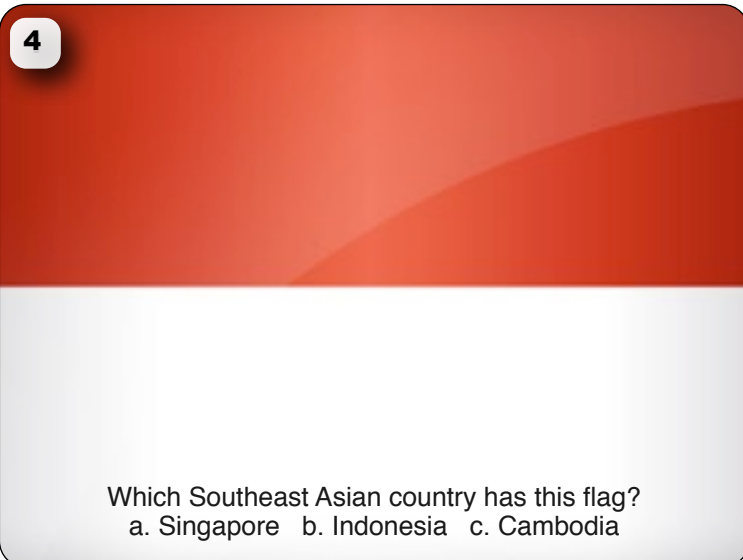 4
Which Southeast Asian country has this flag?
a. Singapore b. Indonesia c. Cambodia